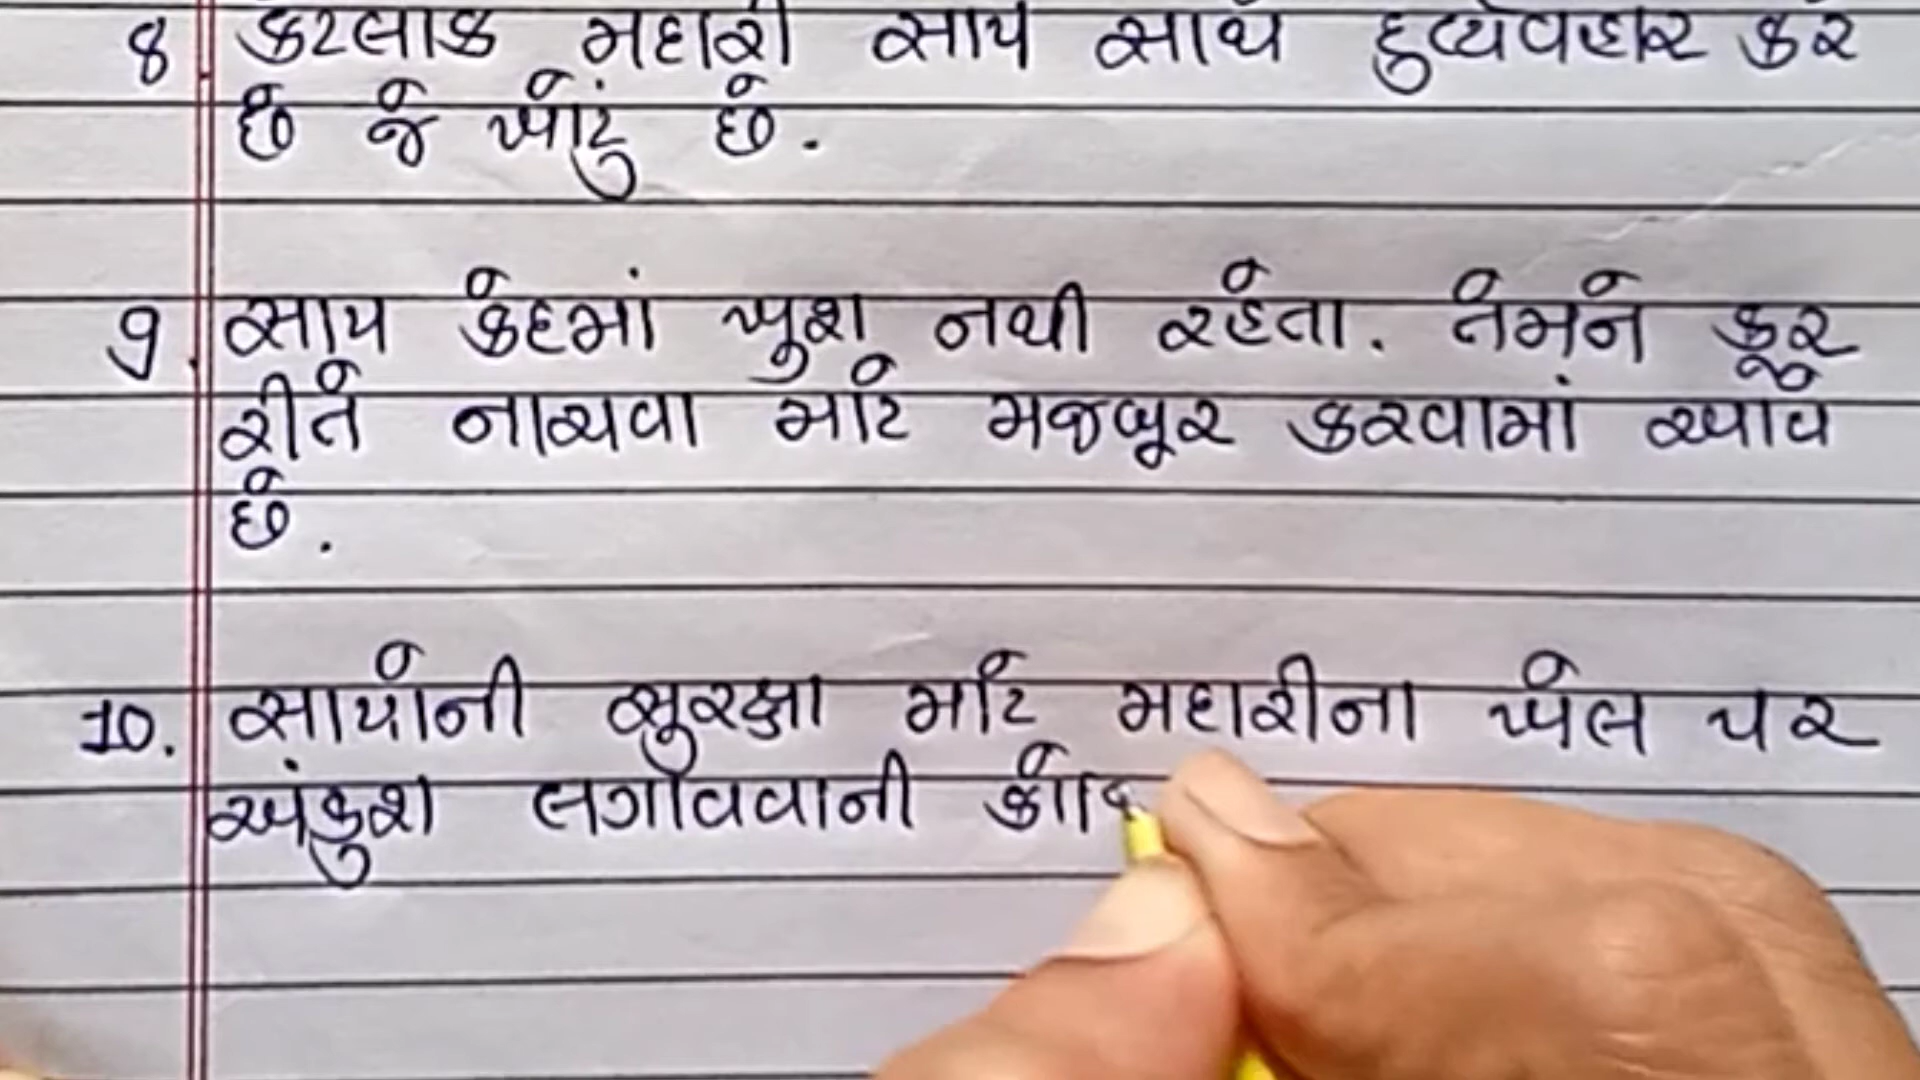 8. કેટલાક મદારી સાપ સાથે દુર્વ્યવહાર કરે
છે જે ખોટું છે.
9. સાપ કેદમાં ખુશ નથી રહેતા. તેમને ક્રૂર
રીતે નાચવા માટે મજબૂર કરવામાં આવે
છે.
10. સાપોની સુરક્ષા માટે મદારીના ખેલ પર
અંકુશ લગાવવાની